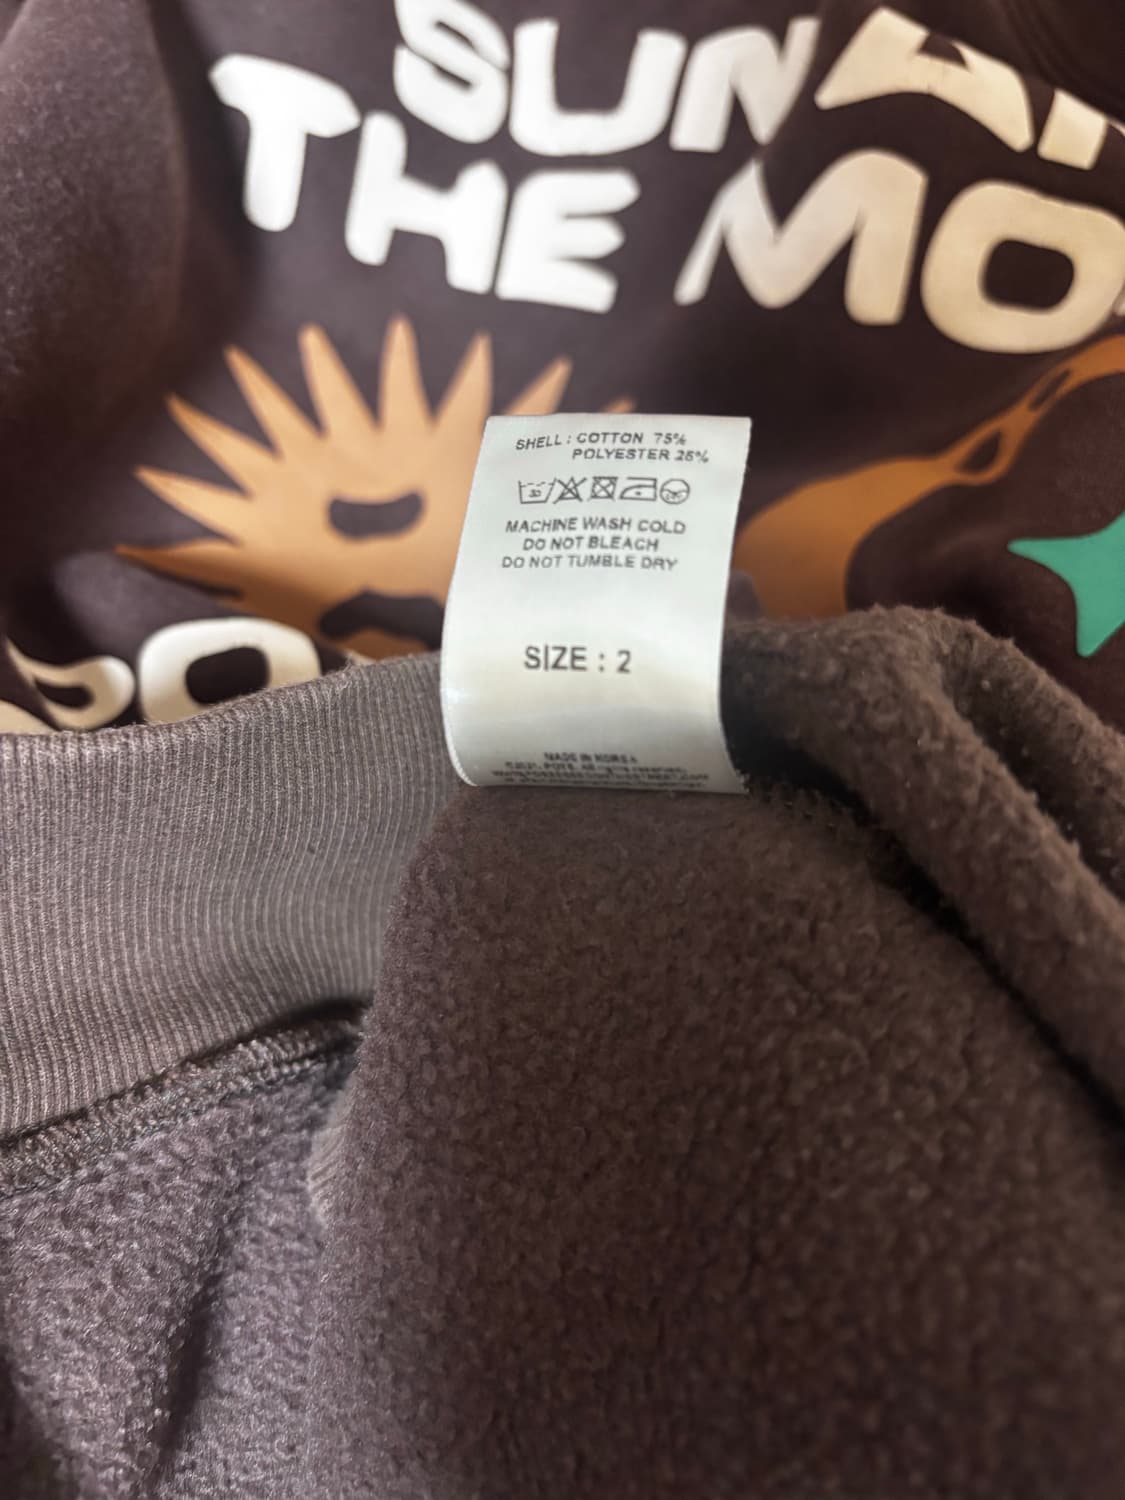 SUN
THE MO
SHELL : COTTON 75%
POLYESTER 25%
30
MACHINE WASH COLD
DO NOT BLEACH
DO NOT TUMBLE DRY
SIZE : 2
MADE IN KOREA